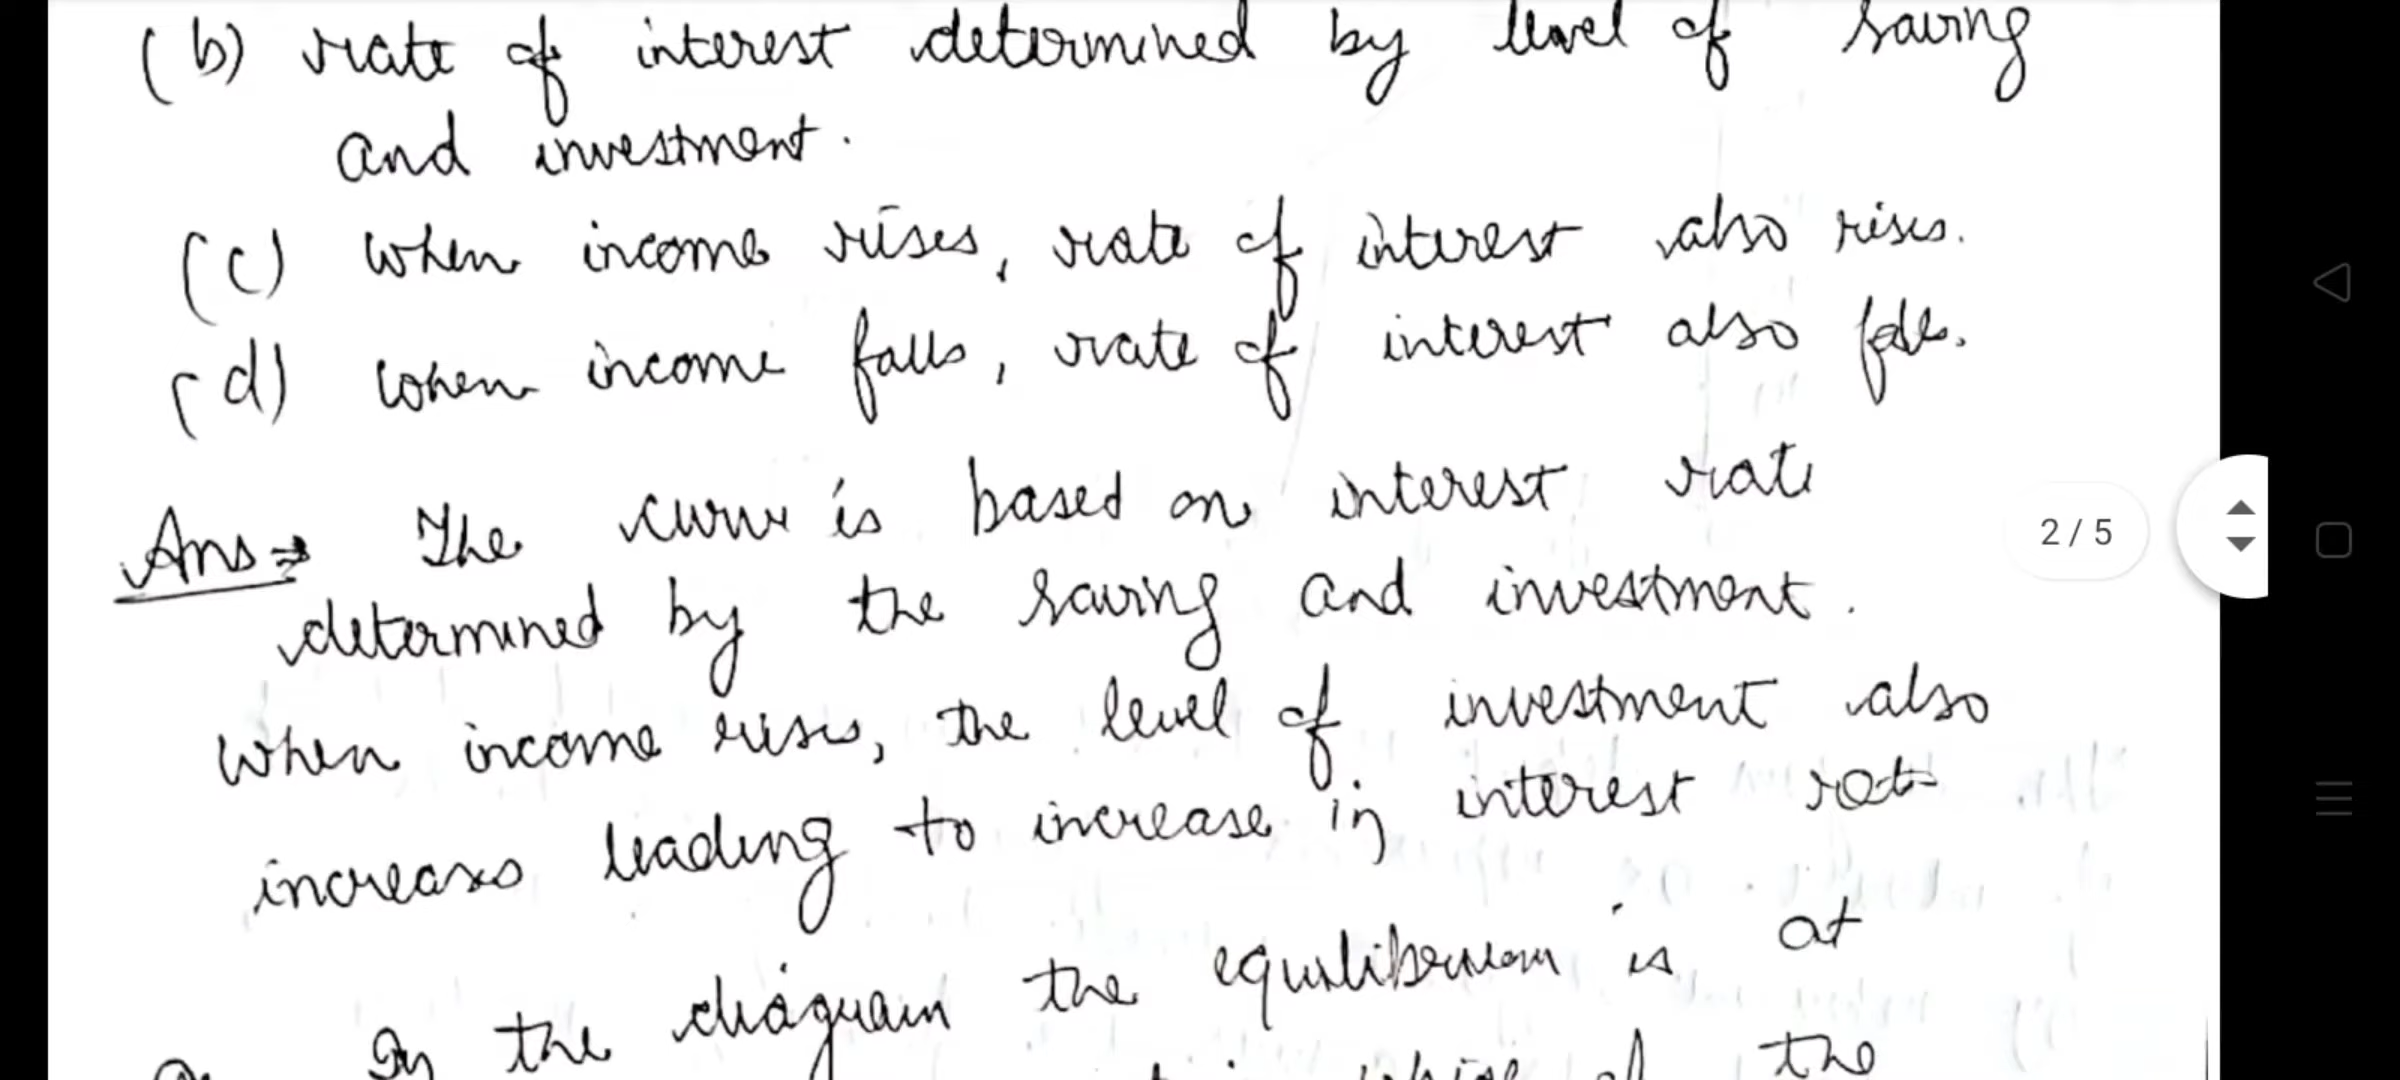 (b) rate of interest determined by level of saving
and investment.
(c) when income rises, rate of interest also rises.
(d) when income falls, rate of interest also falls.
Ans⇒ The curve is based on interest rate
determined by the saving and investment.
When income rises, the level of investment also
increases leading to increase in interest rate
In the diagram the equilibrium is at
which of the
2/5